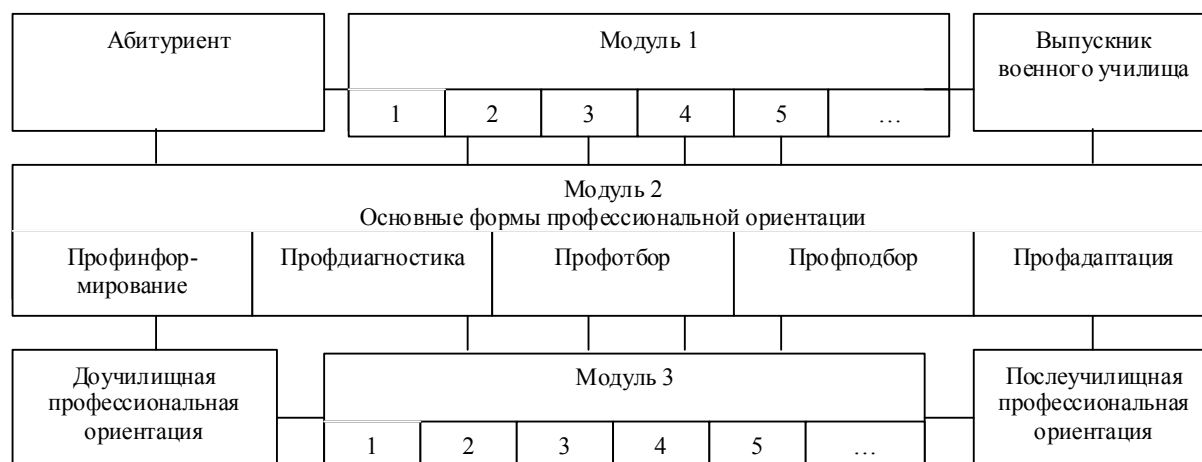 Абитуриент
Модуль 1
Выпускник
военного училища
1 2 3 4 5 …
Модуль 2
Основные формы профессиональной ориентации
Профинфор-
мирование
Профдиагностика
Профотбор
Профподбор
Профадаптация
Доучилищная
профессиональная
ориентация
Модуль 3
1 2 3 4 5 …
Послеучилищная
профессиональная
ориентация